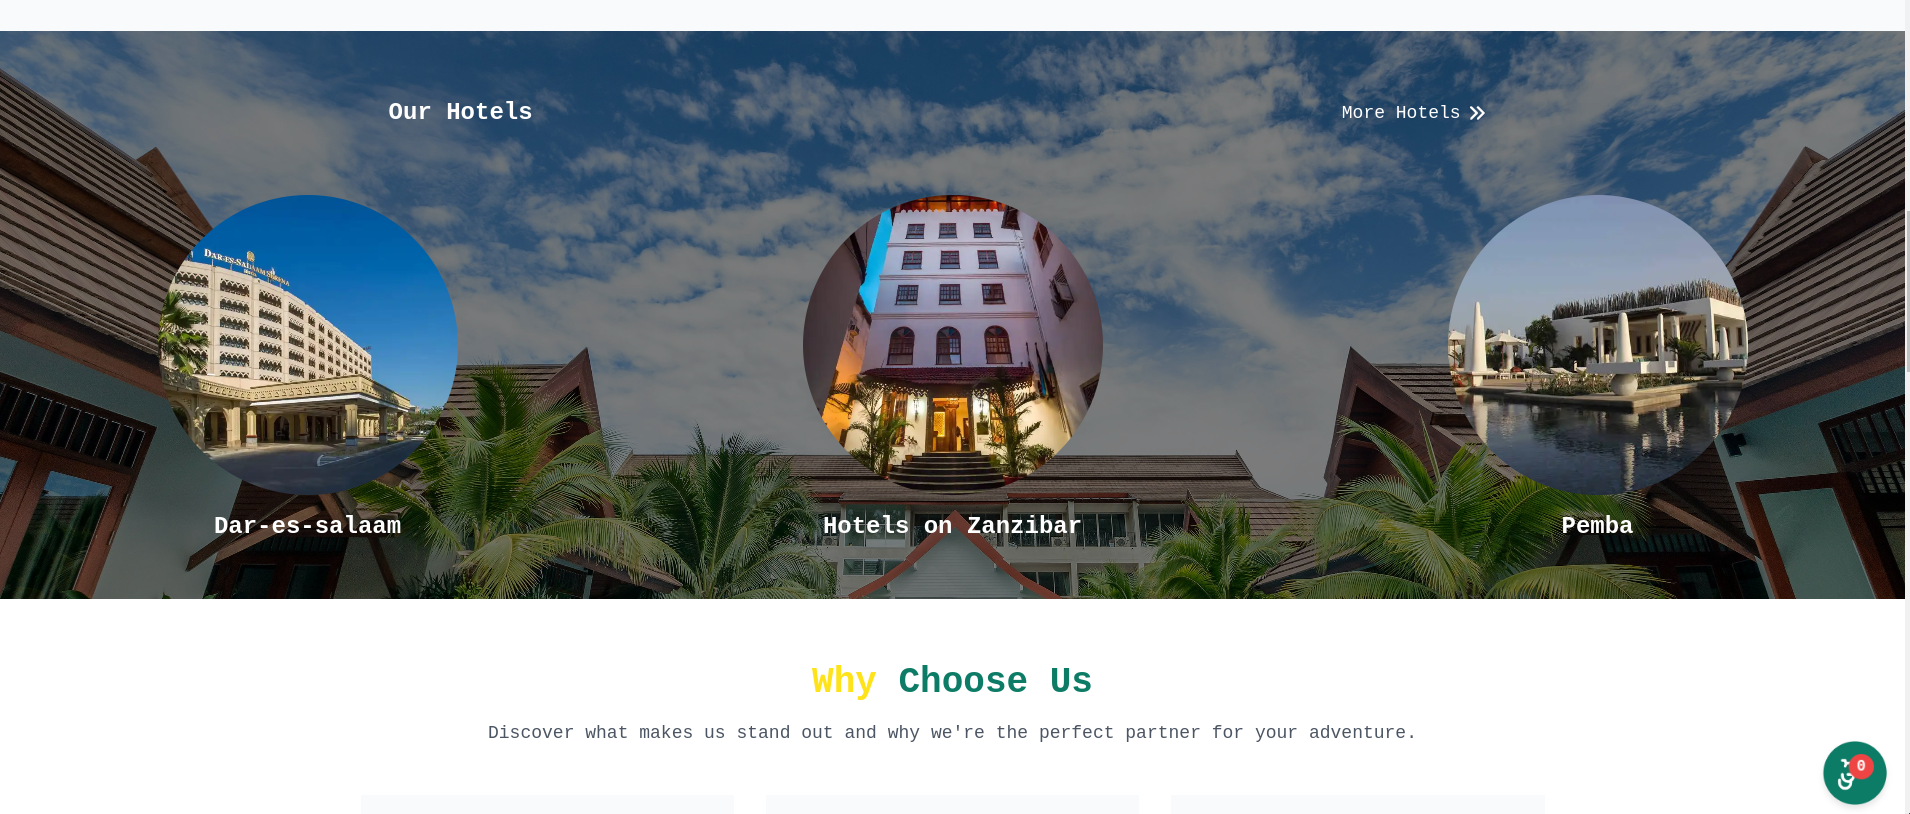 Our Hotels
More Hotels
DAR-ES-SALAAM SERENA
HOTEL
Dar-es-salaam
Hotels on Zanzibar
Pemba
Why Choose Us
Discover what makes us stand out and why we're the perfect partner for your adventure.
0